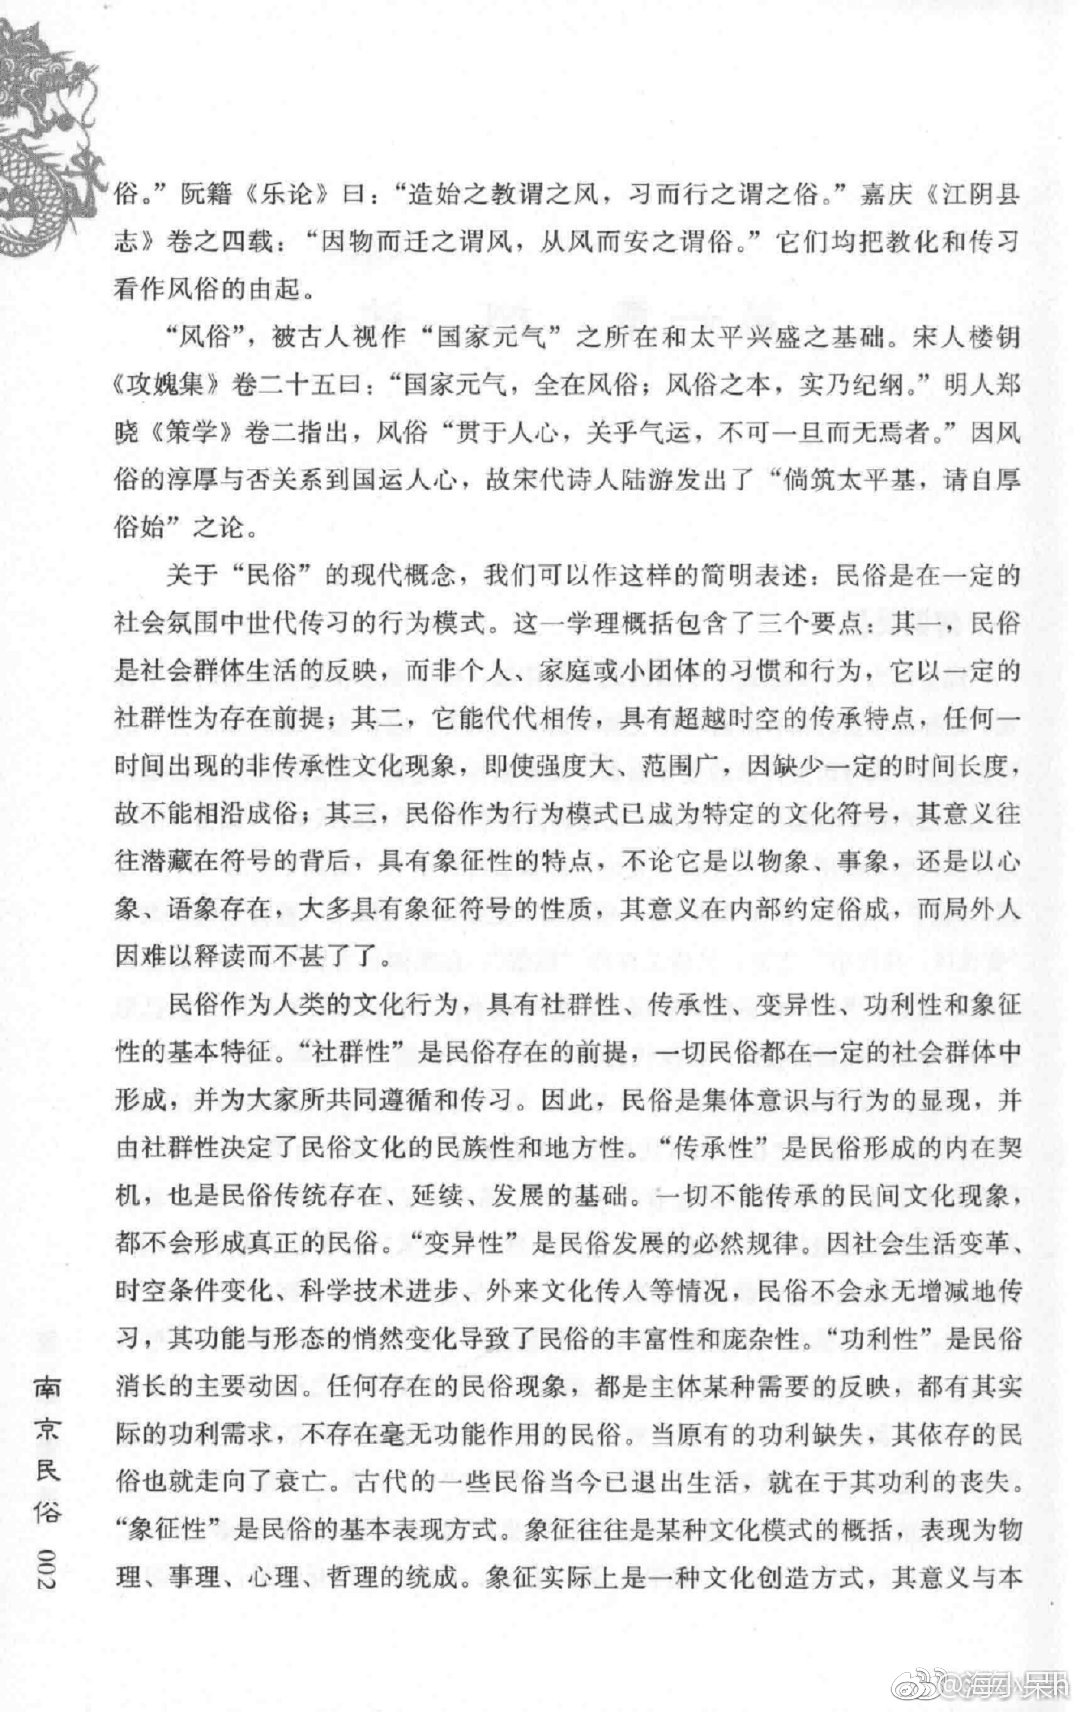 俗。”阮籍《乐论》曰：“造始之教谓之风，习而行之谓之俗。”嘉庆《江阴县
志》卷之四载：“因物而迁之谓风，从风而安之谓俗。”它们均把教化和传习
看作风俗的由起。
“风俗”，被古人视作“国家元气”之所在和太平兴盛之基础。宋人楼钥
《攻媿集》卷二十五曰：“国家元气，全在风俗；风俗之本，实乃纪纲。”明人郑
晓《策学》卷二指出，风俗“贯于人心，关乎气运，不可一旦而无焉者。”因风
俗的淳厚与否关系到国运人心，故宋代诗人陆游发出了“倘筑太平基，请自厚
俗始”之论。
关于“民俗”的现代概念，我们可以作这样的简明表述：民俗是在一定的
社会氛围中世代传习的行为模式。这一学理概括包含了三个要点：其一，民俗
是社会群体生活的反映，而非个人、家庭或小团体的习惯和行为，它以一定的
社群性为存在前提；其二，它能代代相传，具有超越时空的传承特点，任何一
时间出现的非传承性文化现象，即使强度大、范围广，因缺少一定的时间长度，
故不能相沿成俗；其三，民俗作为行为模式已成为特定的文化符号，其意义往
往潜藏在符号的背后，具有象征性的特点，不论它是以物象、事象，还是以心
象、语象存在，大多具有象征符号的性质，其意义在内部约定俗成，而局外人
因难以释读而不甚了了。
民俗作为人类的文化行为，具有社群性、传承性、变异性、功利性和象征
性的基本特征。“社群性”是民俗存在的前提，一切民俗都在一定的社会群体中
形成，并为大家所共同遵循和传习。因此，民俗是集体意识与行为的显现，并
由社群性决定了民俗文化的民族性和地方性。“传承性”是民俗形成的内在契
机，也是民俗传统存在、延续、发展的基础。一切不能传承的民间文化现象，
都不会形成真正的民俗。“变异性”是民俗发展的必然规律。因社会生活变革、
时空条件变化、科学技术进步、外来文化传人等情况，民俗不会永无增减地传
习，其功能与形态的悄然变化导致了民俗的丰富性和庞杂性。“功利性”是民俗
消长的主要动因。任何存在的民俗现象，都是主体某种需要的反映，都有其实
际的功利需求，不存在毫无功能作用的民俗。当原有的功利缺失，其依存的民
俗也就走向了衰亡。古代的一些民俗当今已退出生活，就在于其功利的丧失。
“象征性”是民俗的基本表现方式。象征往往是某种文化模式的概括，表现为物
理、事理、心理、哲理的统成。象征实际上是一种文化创造方式，其意义与本
南京民俗 002